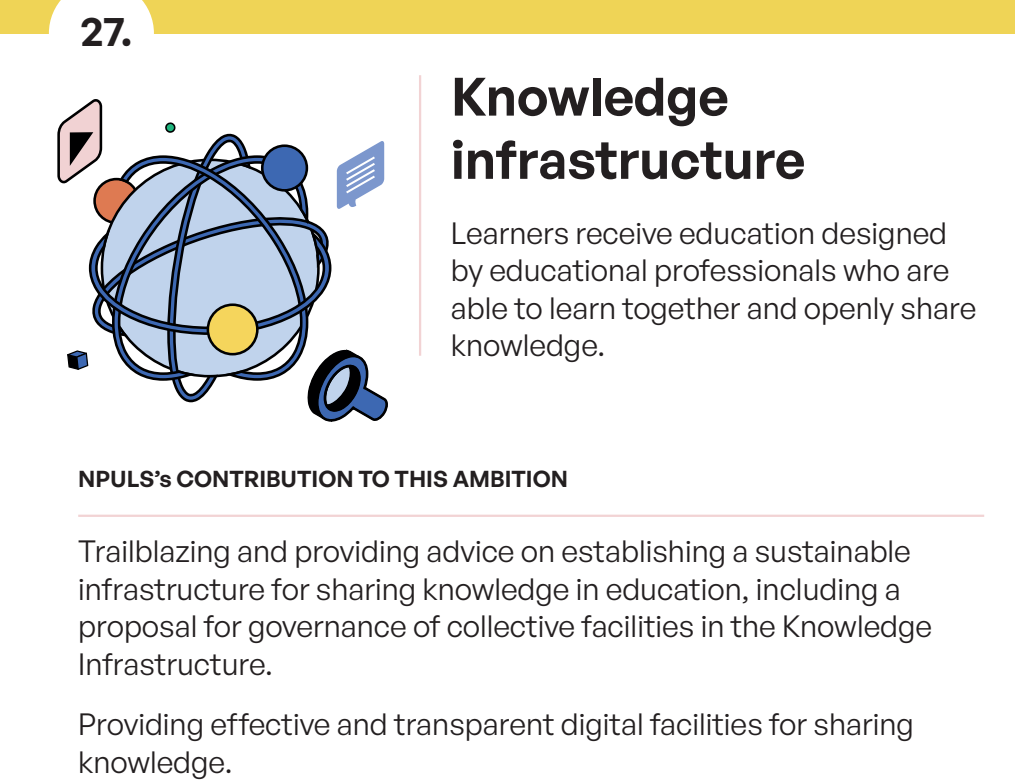 27.
Knowledge
infrastructure
Learners receive education designed
by educational professionals who are
able to learn together and openly share
knowledge.
NPULS’s CONTRIBUTION TO THIS AMBITION
Trailblazing and providing advice on establishing a sustainable
infrastructure for sharing knowledge in education, including a
proposal for governance of collective facilities in the Knowledge
Infrastructure.
Providing effective and transparent digital facilities for sharing
knowledge.